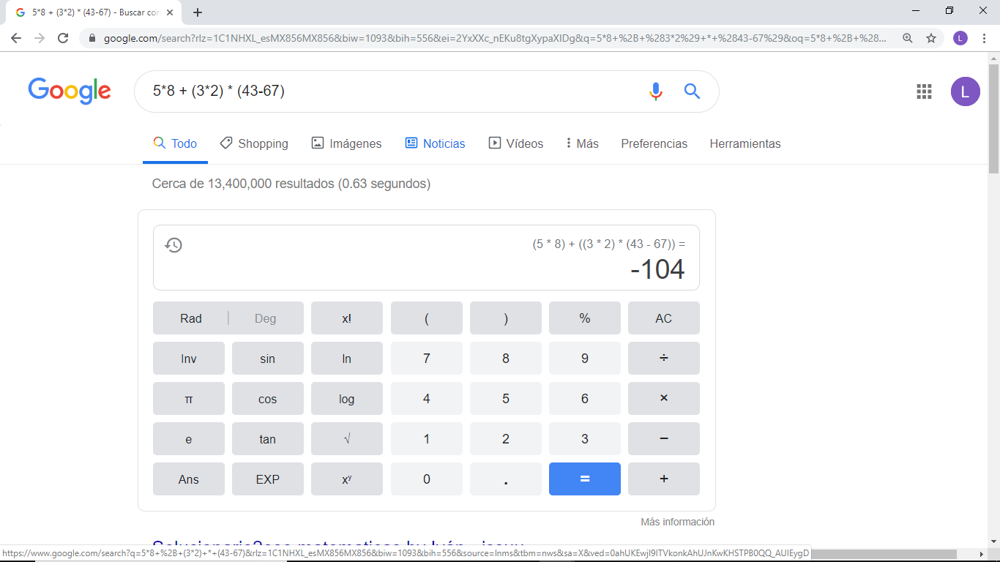 5*8 + (3*2) * (43-67) - Buscar con
google.com/search?rlz=1C1NHXL_esMX856MX856&biw=1093&bih=556&ei=2YxXXc_nEKu8tgXypaXIDg&q=5*8+%2B+%283*2%29+*+%2843-67%29&oq=5*8+%2B+%28...
L
Google
5*8 + (3*2) * (43-67)
L
Todo Shopping Imágenes Noticias Vídeos Más Preferencias Herramientas
Cerca de 13,400,000 resultados (0.63 segundos)
(5 * 8) + ((3 * 2) * (43 - 67)) =
-104
Rad | Deg x! ( ) % AC
Inv sin ln 7 8 9 ÷
π cos log 4 5 6 ×
e tan √ 1 2 3 −
Ans EXP xʸ 0 . = +
Más información
https://www.google.com/search?q=5*8+%2B+(3*2)+*+(43-67)&rlz=1C1NHXL_esMX856MX856&biw=1093&bih=556&source=lnms&tbm=nws&sa=X&ved=0ahUKEwjI9ITVkonkAhUJnKwKHSTPB0QQ_AUIEygD